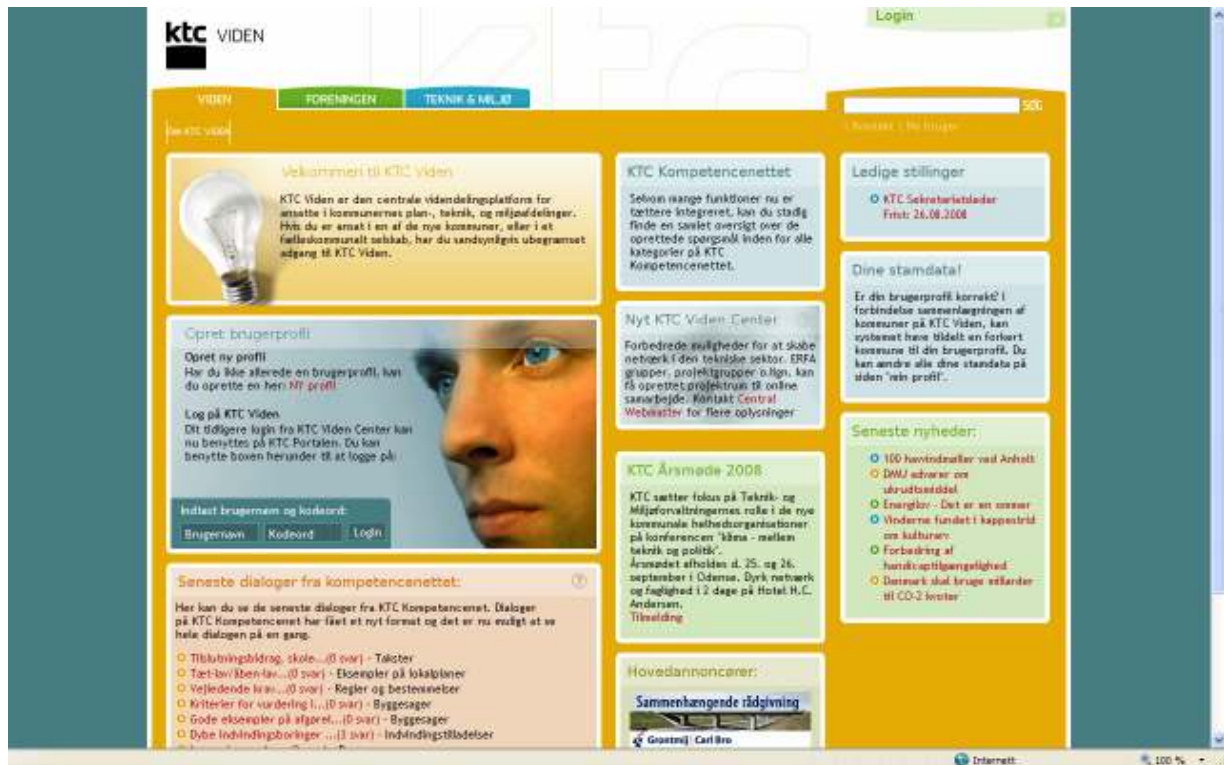 ktc VIDEN
Login
VIDEN
FORENINGEN
TEKNIK & MILJØ
SØG
Om KTC VIDEN
| Kontakt | Ny bruger
Velkommen til KTC Viden
KTC Viden er den centrale videndelingsplatform for
ansatte i kommunernes plan-, teknik, og miljøafdelinger.
Hvis du er ansat i en af de nye kommuner, eller i et
fælleskommunalt selskab, har du sandsynligvis ubegrænset
adgang til KTC Viden.
Opret brugerprofil
Opret ny profil
Har du ikke allerede en brugerprofil, kan
du oprette en her: NY profil
Log på KTC Viden
Dit tidligere login fra KTC Viden Center kan
nu benyttes på KTC Portalen. Du kan
benytte boxen herunder til at logge på:
Indtast brugernavn og kodeord:
Brugernavn
Kodeord
Login
Seneste dialoger fra kompetencenettet:
Her kan du se de seneste dialoger fra KTC Kompetencenet. Dialoger
på KTC Kompetencenet har fået et nyt format og det er nu muligt at se
hele dialogen på en gang.
Tilslutningsbidrag, skole...(0 svar) - Takster
Tæt-lav/åben-lav...(0 svar) - Eksempler på lokalplaner
Vejledende krav...(0 svar) - Regler og bestemmelser
Kriterier for vurdering i...(0 svar) - Byggesager
Gode eksempler på afgørel...(0 svar) - Byggesager
Dybe indvindingsboringer ...(3 svar) - Indvindingstilladelser
KTC Kompetencenettet
Selvom mange funktioner nu er
tættere integreret, kan du stadig
finde en samlet oversigt over de
oprettede spørgsmål inden for alle
kategorier på KTC
Kompetencenettet.
Nyt KTC Viden Center
Forbedrede muligheder for at skabe
netværk i den tekniske sektor. ERFA
grupper, projektgrupper o.lign. kan
få oprettet projektrum til online
samarbejde. Kontakt Central
Webmaster for flere oplysninger
KTC Årsmøde 2008
KTC sætter fokus på Teknik- og
Miljøforvaltningernes rolle i de nye
kommunale helhedsorganisationer
på konferencen "klima - mellem
teknik og politik".
Årsmødet afholdes d. 25. og 26.
september i Odense. Dyrk netværk
og faglighed i 2 dage på Hotel H.C.
Andersen.
Tilmelding
Hovedannoncører:
Sammenhængende rådgivning
Grontmij | Carl Bro
Ledige stillinger
KTC Sekretariatsleder
Frist: 26.08.2008
Dine stamdata!
Er din brugerprofil korrekt? I
forbindelse sammenlægningen af
kommuner på KTC Viden, kan
systemet have tildelt en forkert
kommune til din brugerprofil. Du
kan ændre alle dine stamdata på
siden "min profil".
Seneste nyheder:
100 havvindmøller ved Anholt
DMU advarer om
ukrudtsmiddel
Energilov - Det er en ommer
Vinderne fundet i kappestrid
om kulturarv
Forbedring af
handicaptilgængelighed
Danmark skal bruge milliarder
til CO-2 kvoter
Internett
100 %